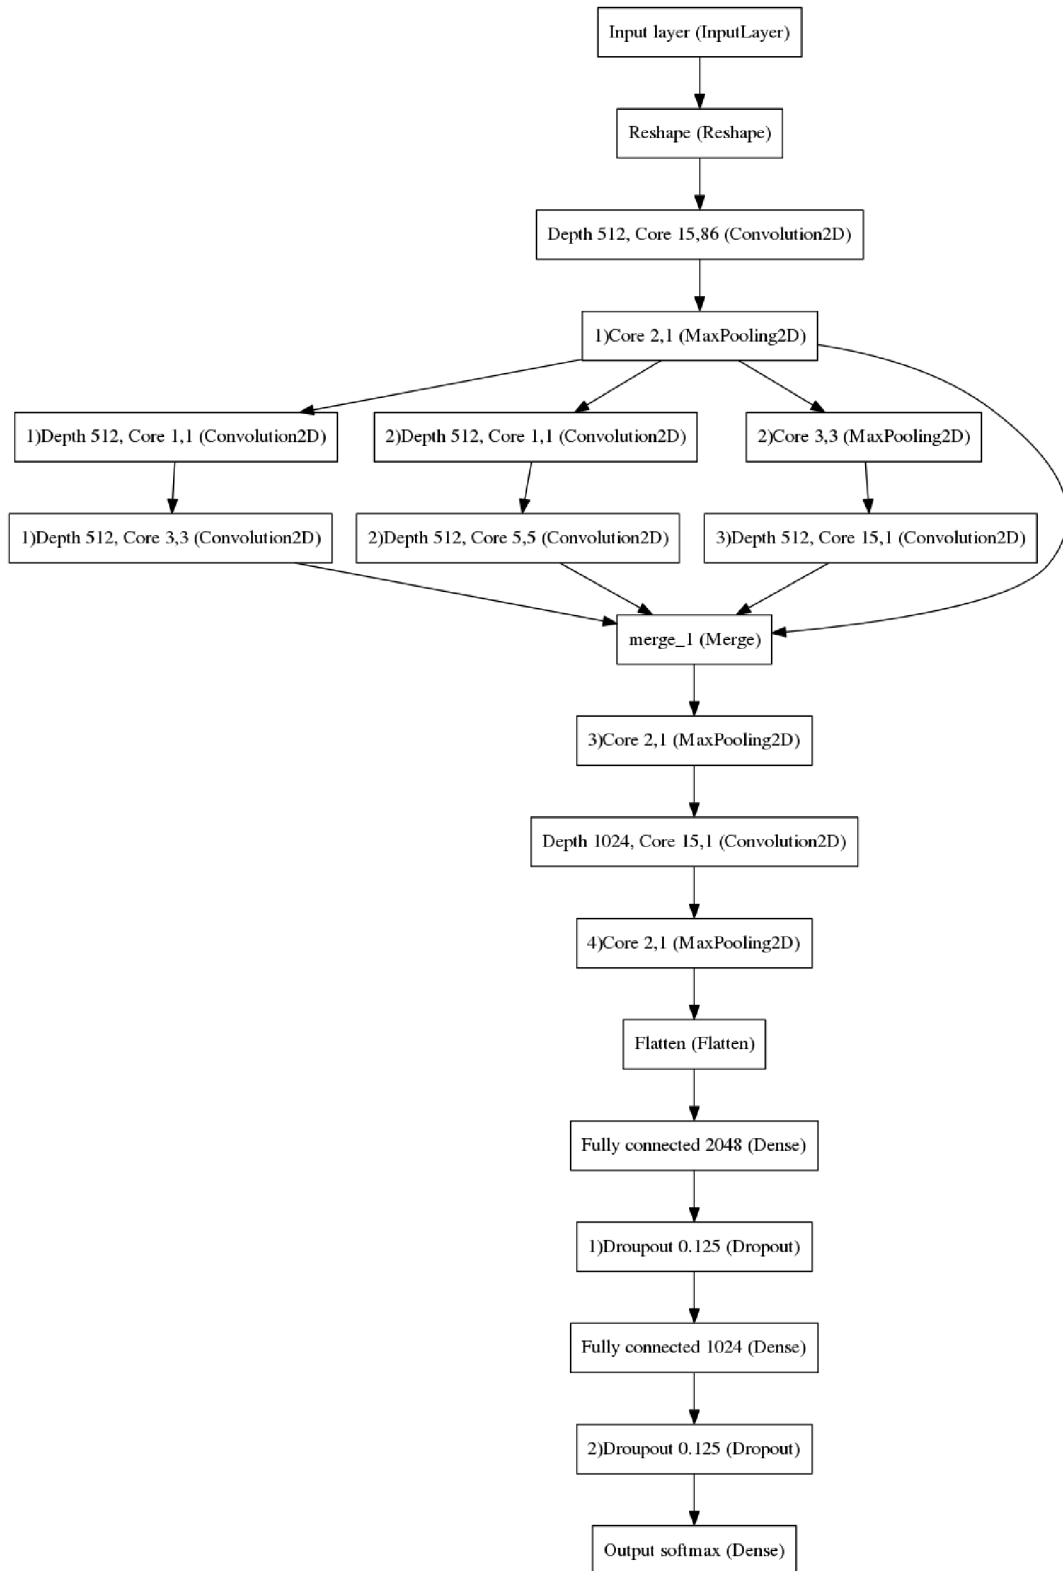 Input layer (InputLayer)
Reshape (Reshape)
Depth 512, Core 15,86 (Convolution2D)
1)Core 2,1 (MaxPooling2D)
1)Depth 512, Core 1,1 (Convolution2D)
2)Depth 512, Core 1,1 (Convolution2D)
2)Core 3,3 (MaxPooling2D)
1)Depth 512, Core 3,3 (Convolution2D)
2)Depth 512, Core 5,5 (Convolution2D)
3)Depth 512, Core 15,1 (Convolution2D)
merge_1 (Merge)
3)Core 2,1 (MaxPooling2D)
Depth 1024, Core 15,1 (Convolution2D)
4)Core 2,1 (MaxPooling2D)
Flatten (Flatten)
Fully connected 2048 (Dense)
1)Droupout 0.125 (Dropout)
Fully connected 1024 (Dense)
2)Droupout 0.125 (Dropout)
Output softmax (Dense)